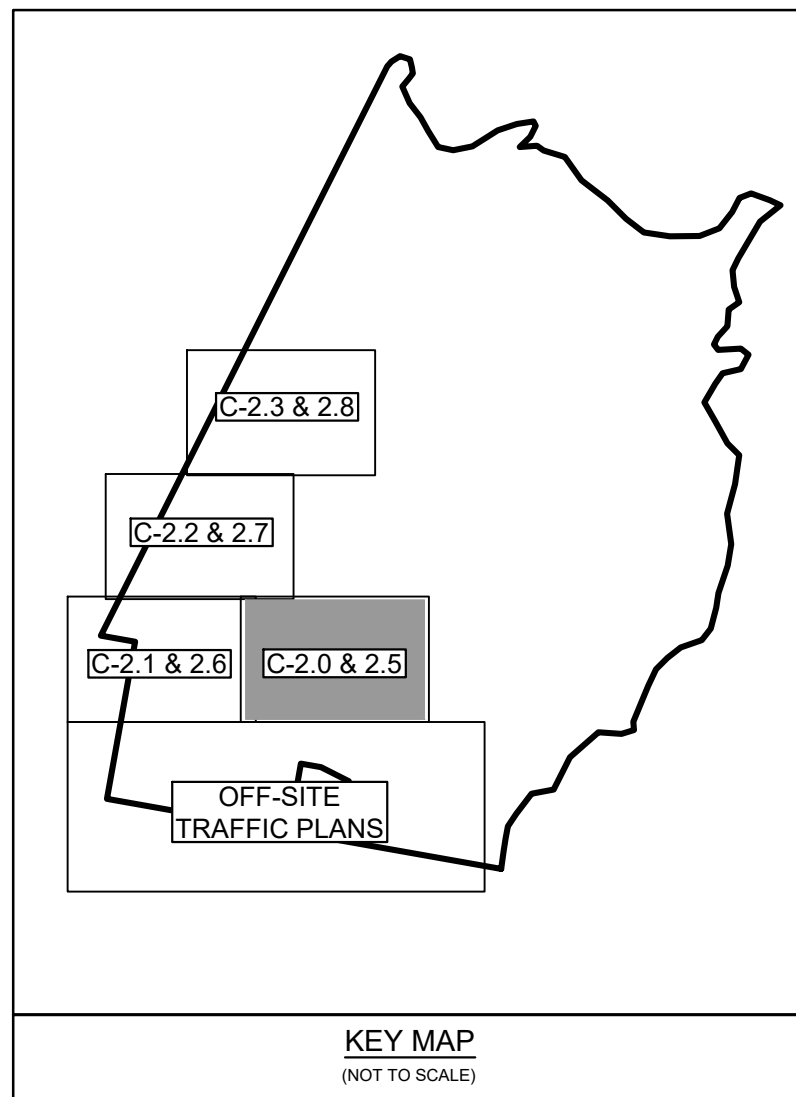 C-2.3 & 2.8
C-2.2 & 2.7
C-2.1 & 2.6
C-2.0 & 2.5
OFF-SITE
TRAFFIC PLANS
KEY MAP
(NOT TO SCALE)